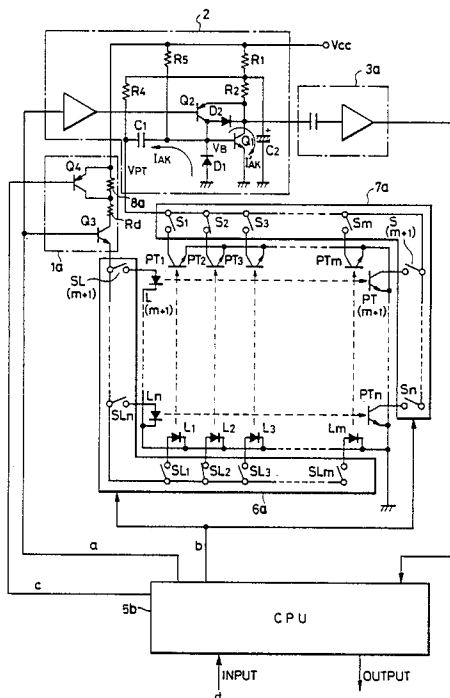 2
Vcc
R5
R1
3a
R4
R2
D2
Q2
C1
Q1
C2
IAK
VB
IAK
VPT
D1
Q4
8a
7a
Rd
S1
S2
S3
Sm
S
(m+1)
Q3
1a
PT1
PT2
PT3
PTm
SL
(m+1)
L
(m+1)
PT
(m+1)
Ln
PTn
Sn
SLn
L1
L2
L3
Lm
SL1
SL2
SL3
SLm
6a
a
b
c
5b
CPU
INPUT
OUTPUT
d